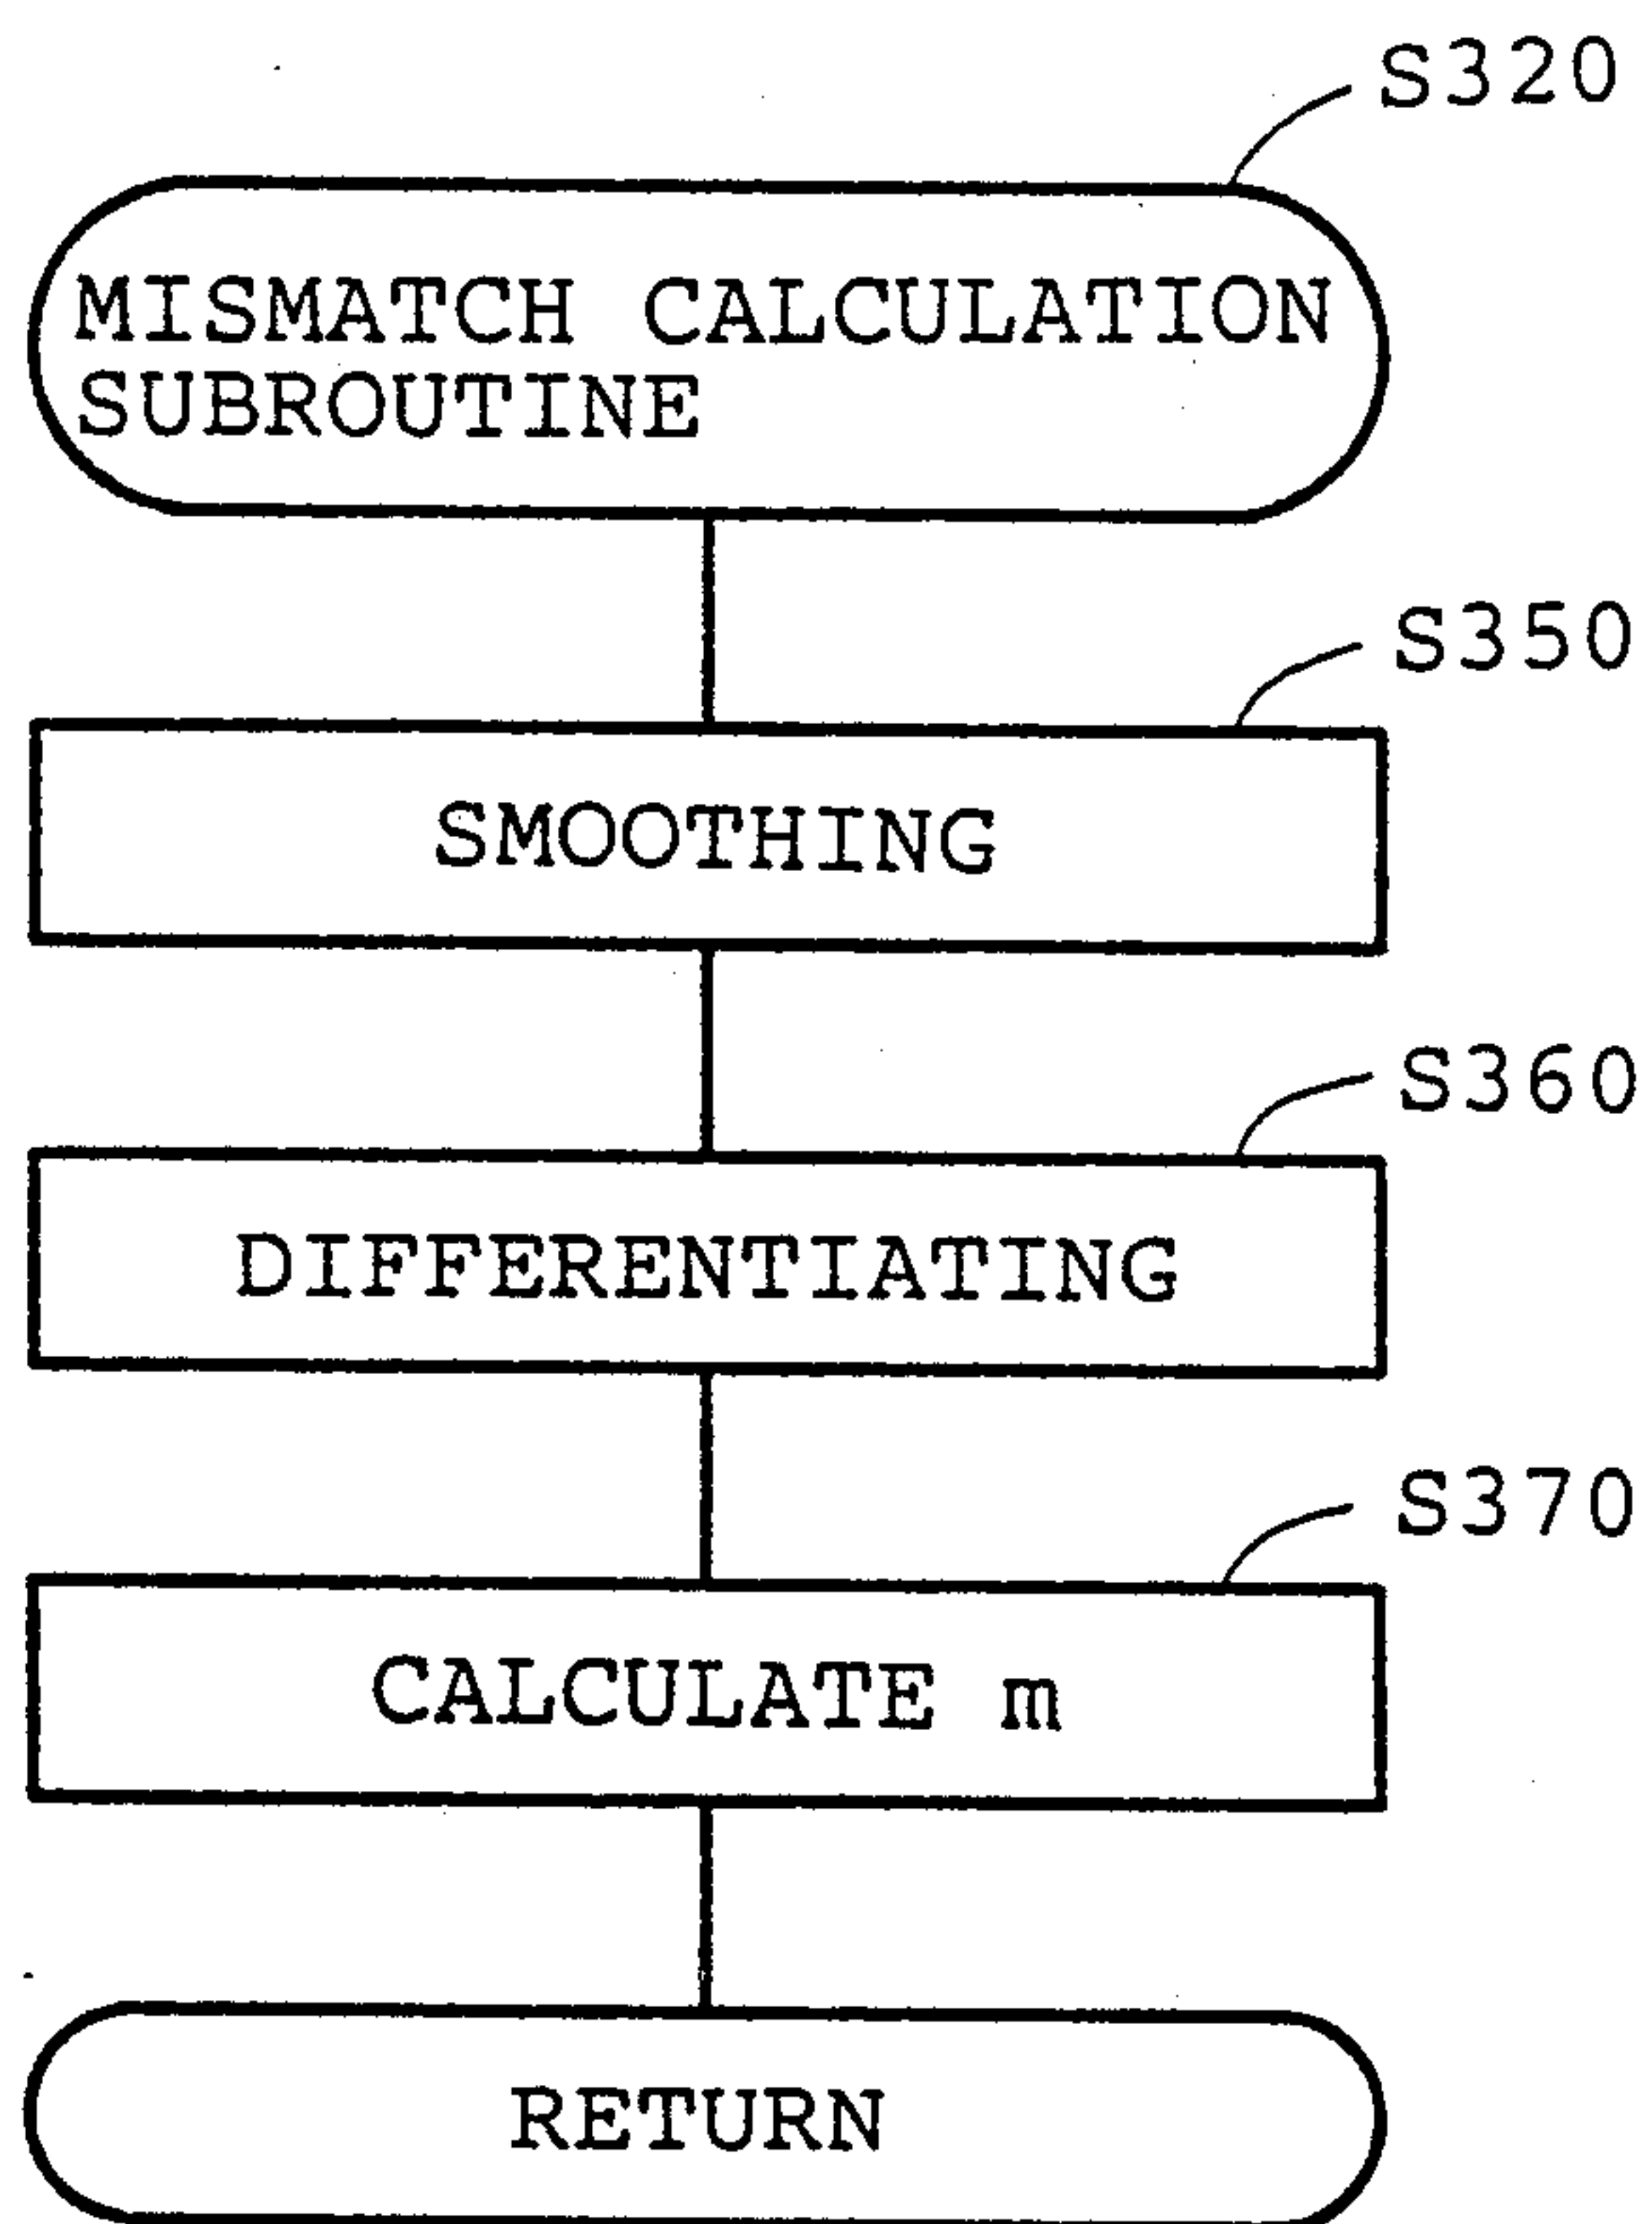 S320
MISMATCH CALCULATION
SUBROUTINE
S350
SMOOTHING
S360
DIFFERENTIATING
S370
CALCULATE m
RETURN